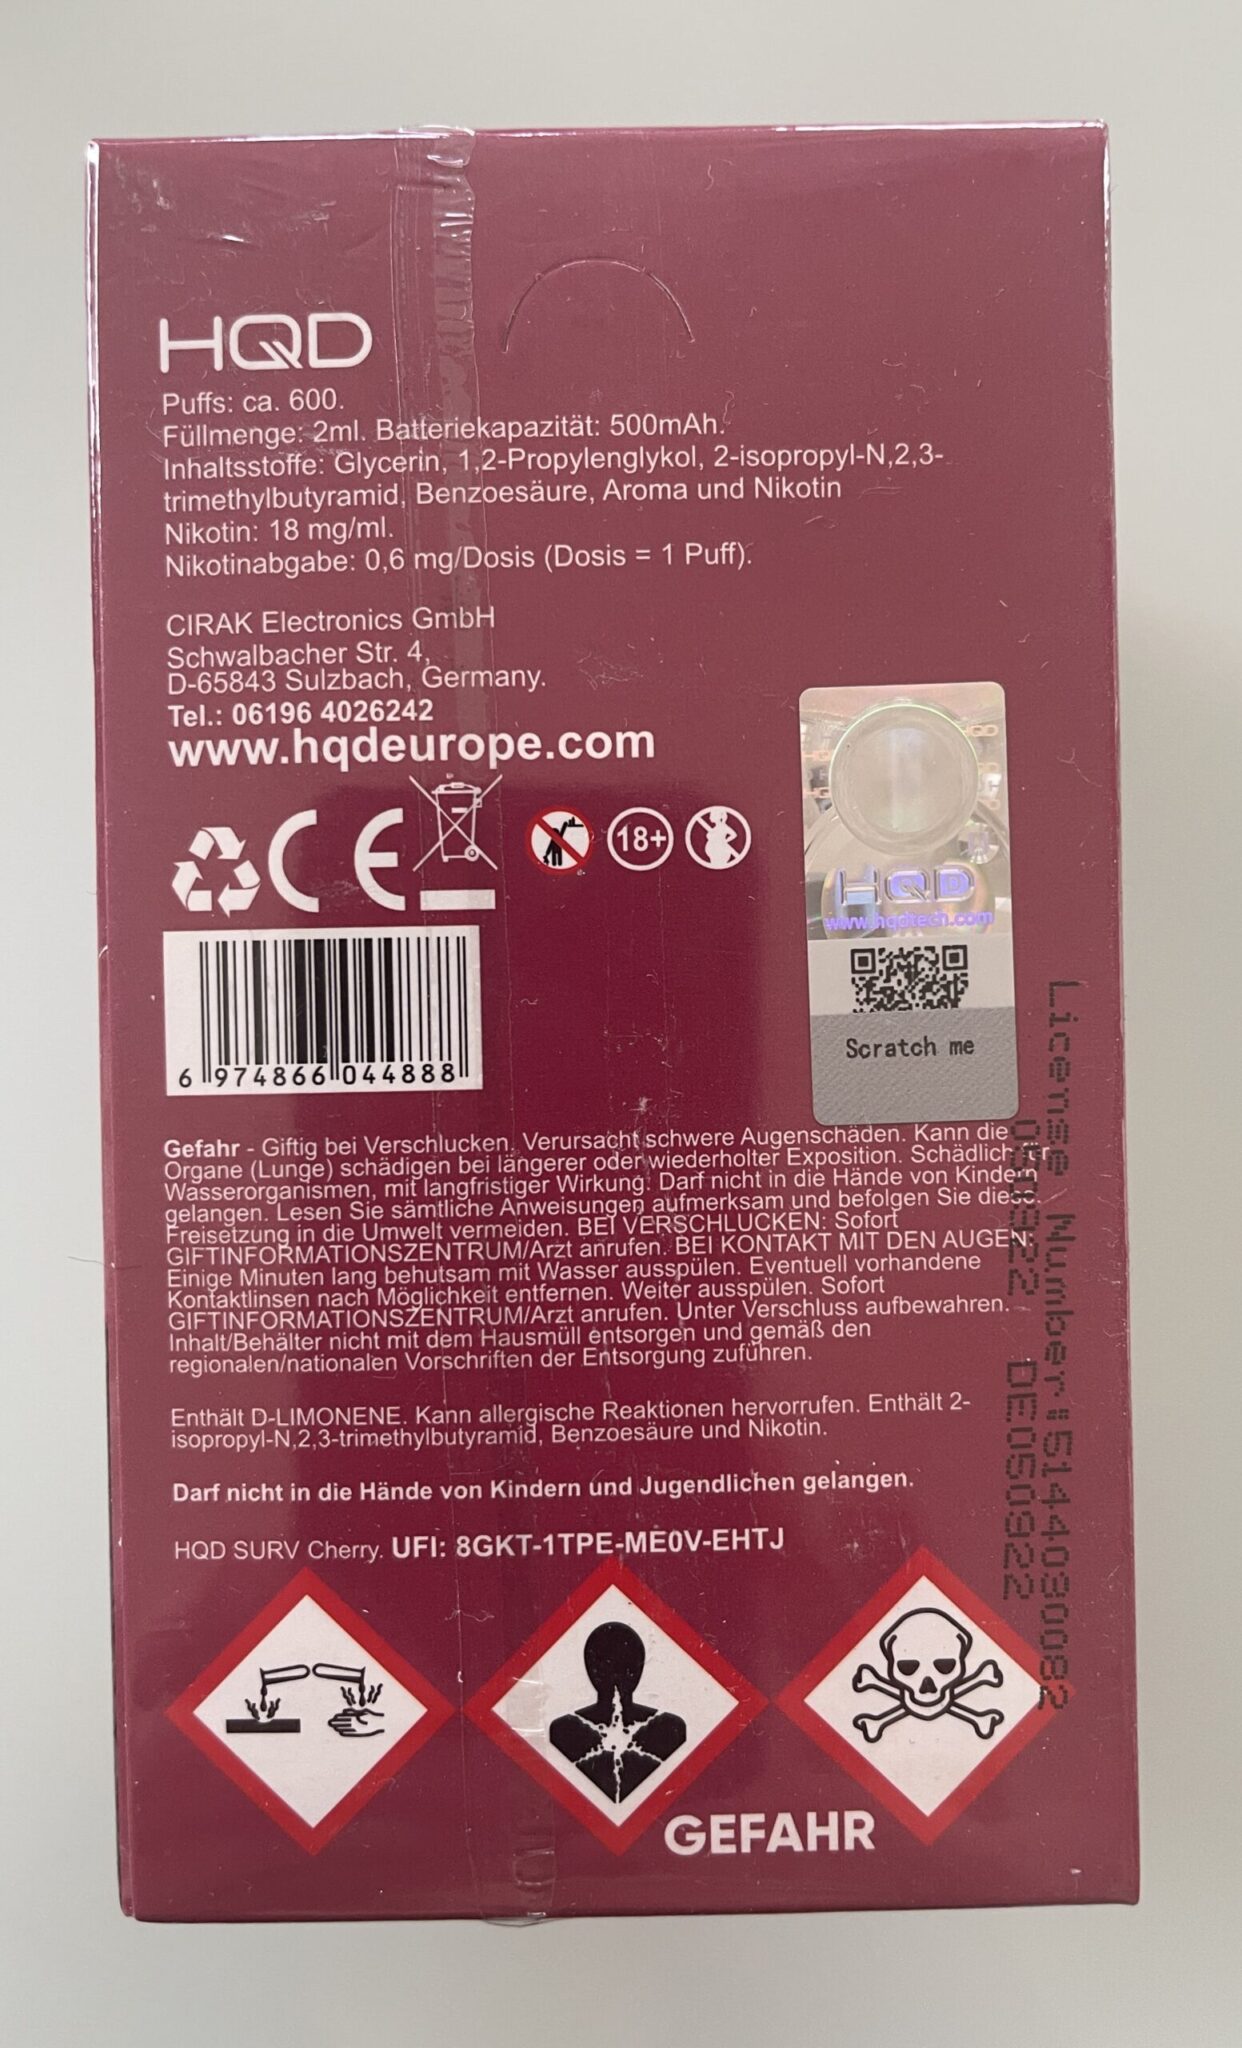 HQD
Puffs: ca. 600.
Füllmenge: 2ml. Batteriekapazität: 500mAh.
Inhaltsstoffe: Glycerin, 1,2-Propylenglykol, 2-isopropyl-N,2,3-
trimethylbutyramid, Benzoesäure, Aroma und Nikotin
Nikotin: 18 mg/ml.
Nikotinabgabe: 0,6 mg/Dosis (Dosis = 1 Puff).
CIRAK Electronics GmbH
Schwalbacher Str. 4,
D-65843 Sulzbach, Germany.
Tel.: 06196 4026242
www.hqdeurope.com
CE
18+
HQD
www.hqdtech.com
Scratch me
6 974866 044888
Gefahr - Giftig bei Verschlucken. Verursacht schwere Augenschäden. Kann die
Organe (Lunge) schädigen bei längerer oder wiederholter Exposition. Schädlich für
Wasserorganismen, mit langfristiger Wirkung. Darf nicht in die Hände von Kindern
gelangen. Lesen Sie sämtliche Anweisungen aufmerksam und befolgen Sie diese.
Freisetzung in die Umwelt vermeiden. BEI VERSCHLUCKEN: Sofort
GIFTINFORMATIONSZENTRUM/Arzt anrufen. BEI KONTAKT MIT DEN AUGEN:
Einige Minuten lang behutsam mit Wasser ausspülen. Eventuell vorhandene
Kontaktlinsen nach Möglichkeit entfernen. Weiter ausspülen. Sofort
GIFTINFORMATIONSZENTRUM/Arzt anrufen. Unter Verschluss aufbewahren.
Inhalt/Behälter nicht mit dem Hausmüll entsorgen und gemäß den
regionalen/nationalen Vorschriften der Entsorgung zuführen.
Enthält D-LIMONENE. Kann allergische Reaktionen hervorrufen. Enthält 2-
isopropyl-N,2,3-trimethylbutyramid, Benzoesäure und Nikotin.
Darf nicht in die Hände von Kindern und Jugendlichen gelangen.
HQD SURV Cherry. UFI: 8GKT-1TPE-ME0V-EHTJ
GEFAHR
License Number:5144030082
050922 DE050922